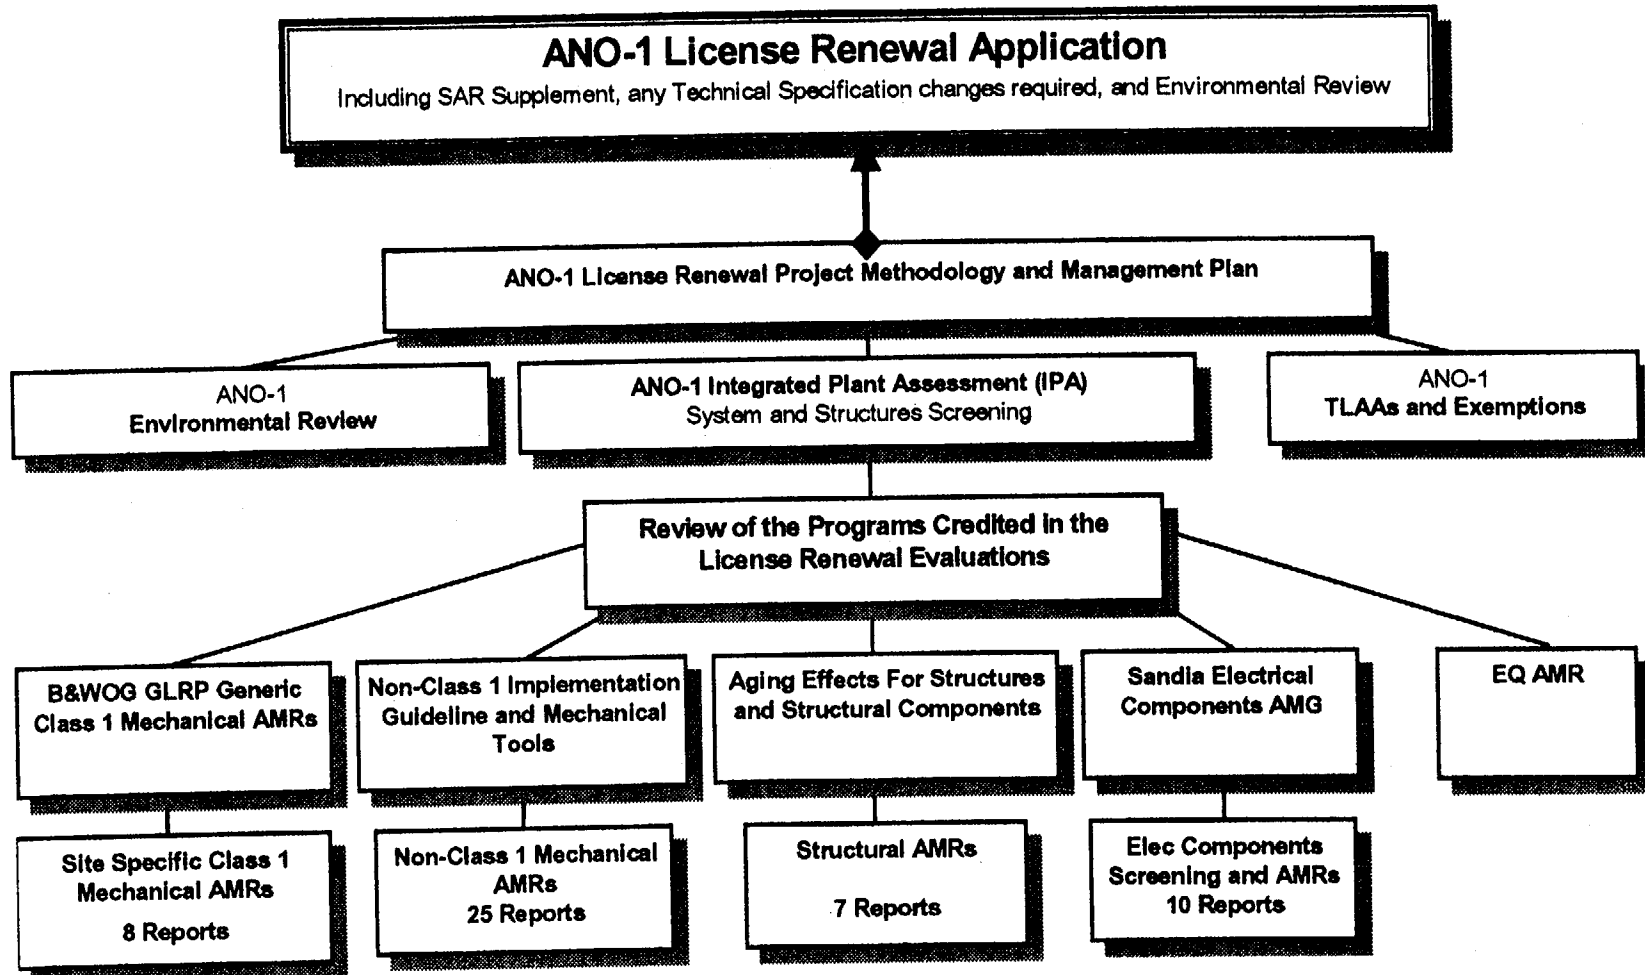 ANO-1 License Renewal Application
Including SAR Supplement, any Technical Specification changes required, and Environmental Review
ANO-1 License Renewal Project Methodology and Management Plan
ANO-1
Environmental Review
ANO-1 Integrated Plant Assessment (IPA)
System and Structures Screening
ANO-1
TLAAs and Exemptions
Review of the Programs Credited in the
License Renewal Evaluations
B&WOG GLRP Generic
Class 1 Mechanical AMRs
Non-Class 1 Implementation
Guideline and Mechanical
Tools
Aging Effects For Structures
and Structural Components
Sandia Electrical
Components AMG
EQ AMR
Site Specific Class 1
Mechanical AMRs
8 Reports
Non-Class 1 Mechanical
AMRs
25 Reports
Structural AMRs
7 Reports
Elec Components
Screening and AMRs
10 Reports